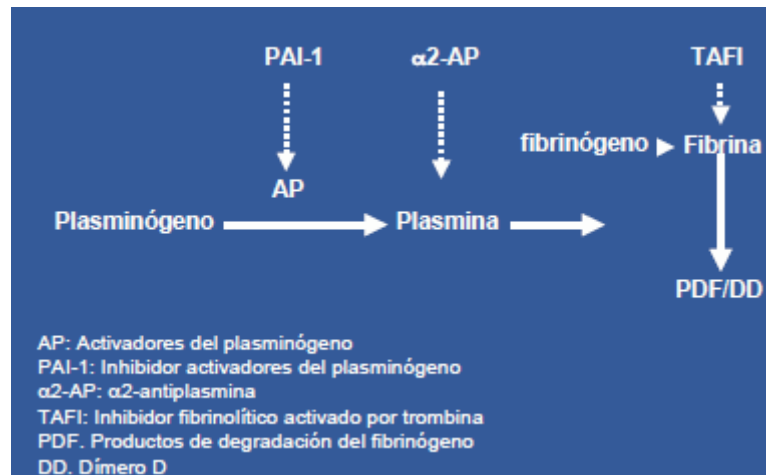 PAI-1 α2-AP TAFI
fibrinógeno Fibrina
AP
Plasminógeno Plasmina
PDF/DD
AP: Activadores del plasminógeno
PAI-1: Inhibidor activadores del plasminógeno
α2-AP: α2-antiplasmina
TAFI: Inhibidor fibrinolítico activado por trombina
PDF. Productos de degradación del fibrinógeno
DD. Dímero D